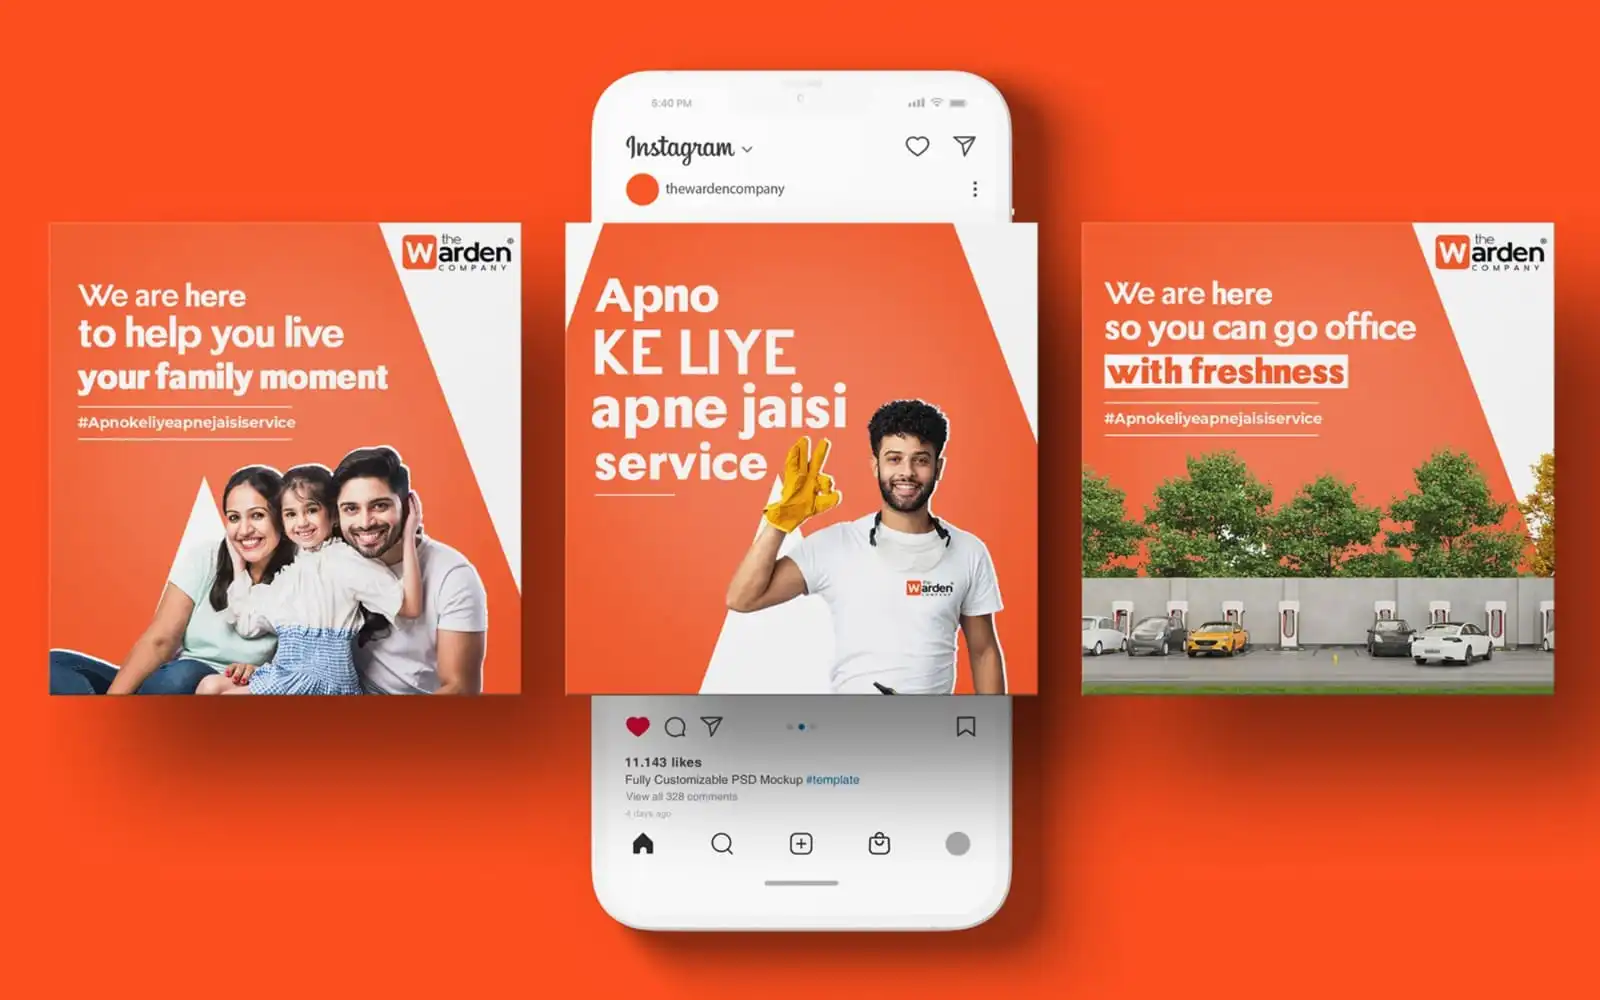 5:40 PM
Instagram
thewardencompany
the
Warden®
COMPANY
We are here
to help you live
your family moment
#Apnokeliyeapnejaisiservice
Apno
KE LIYE
apne jaisi
service
the
Warden®
COMPANY
the
Warden®
COMPANY
We are here
so you can go office
with freshness
#Apnokeliyeapnejaisiservice
11.143 likes
Fully Customizable PSD Mockup #template
View all 328 comments
4 days ago